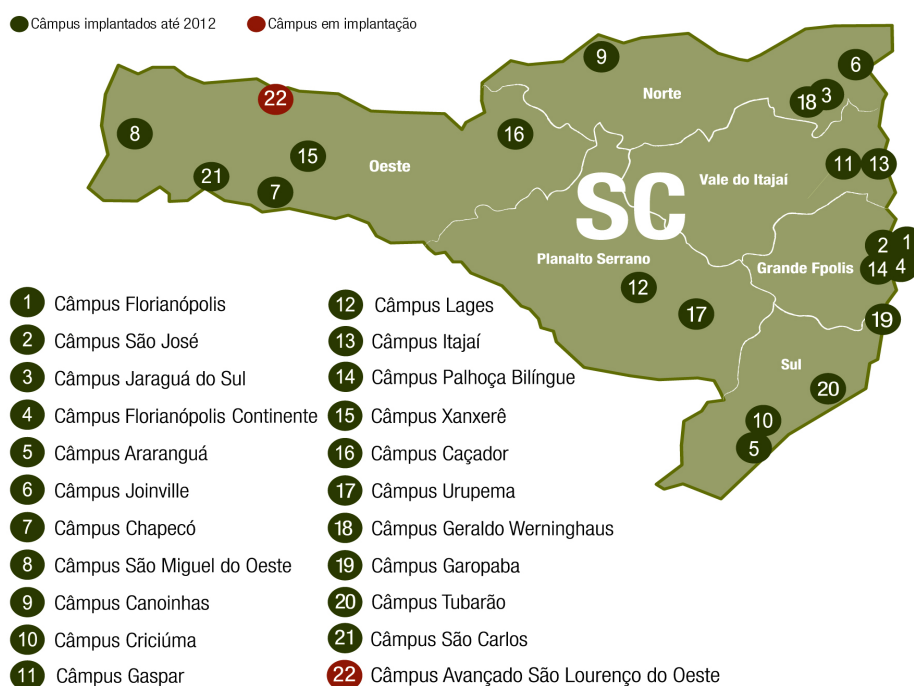 Câmpus implantados até 2012
Câmpus em implantação
9
6
Norte
22
3
18
8
16
15
Oeste
11
13
21
Vale do Itajaí
7
SC
2
1
Planalto Serrano
Grande Fpolis
14
4
12
17
19
Sul
20
10
5
1 Câmpus Florianópolis
2 Câmpus São José
3 Câmpus Jaraguá do Sul
4 Câmpus Florianópolis Continente
5 Câmpus Araranguá
6 Câmpus Joinville
7 Câmpus Chapecó
8 Câmpus São Miguel do Oeste
9 Câmpus Canoinhas
10 Câmpus Criciúma
11 Câmpus Gaspar
12 Câmpus Lages
13 Câmpus Itajaí
14 Câmpus Palhoça Bilíngue
15 Câmpus Xanxerê
16 Câmpus Caçador
17 Câmpus Urupema
18 Câmpus Geraldo Werninghaus
19 Câmpus Garopaba
20 Câmpus Tubarão
21 Câmpus São Carlos
22 Câmpus Avançado São Lourenço do Oeste